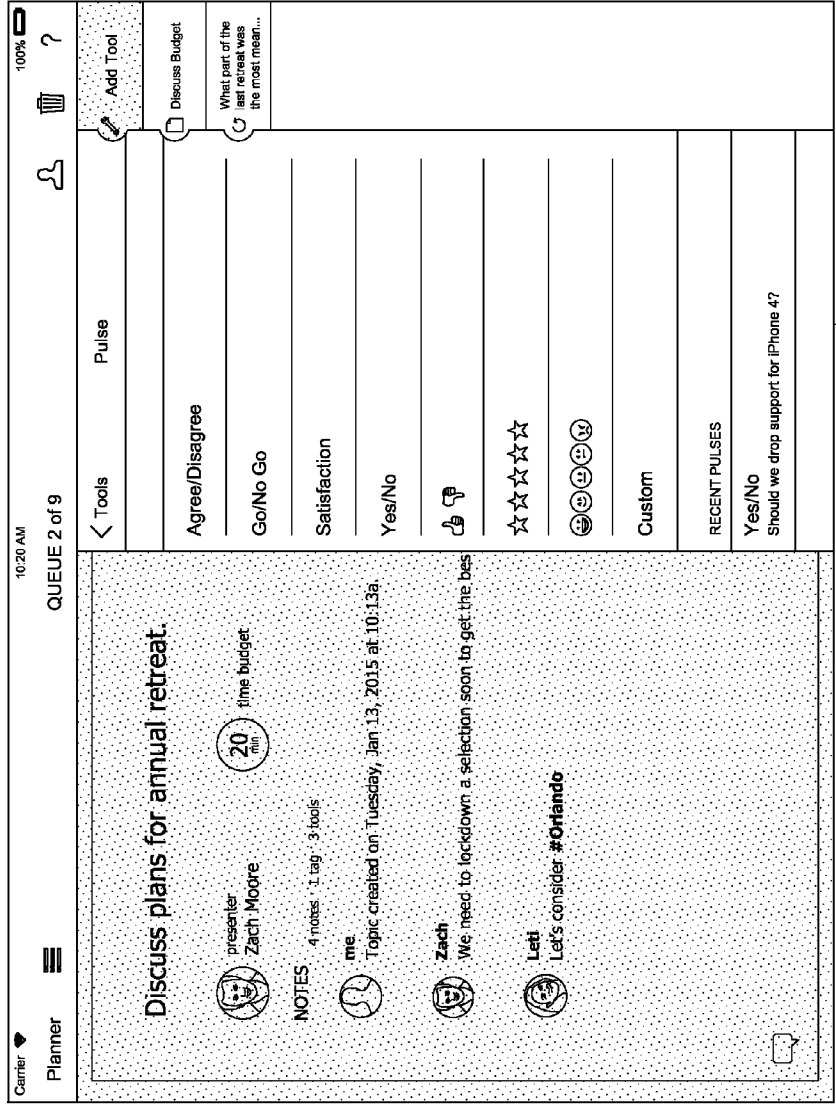 Carrier 10:20 AM 100%
Planner QUEUE 2 of 9 ?
Discuss plans for annual retreat.
presenter
Zach Moore
20
min
time budget
NOTES
4 notes 1 tag 3 tools
me
Topic created on Tuesday, Jan 13, 2015 at 10:13a.
Zach
We need to lockdown a selection soon to get the bes
Leti
Let's consider #Orlando
< Tools Pulse
Agree/Disagree
Go/No Go
Satisfaction
Yes/No
Custom
RECENT PULSES
Yes/No
Should we drop support for iPhone 4?
Add Tool
Discuss Budget
What part of the
last retreat was
the most mean...